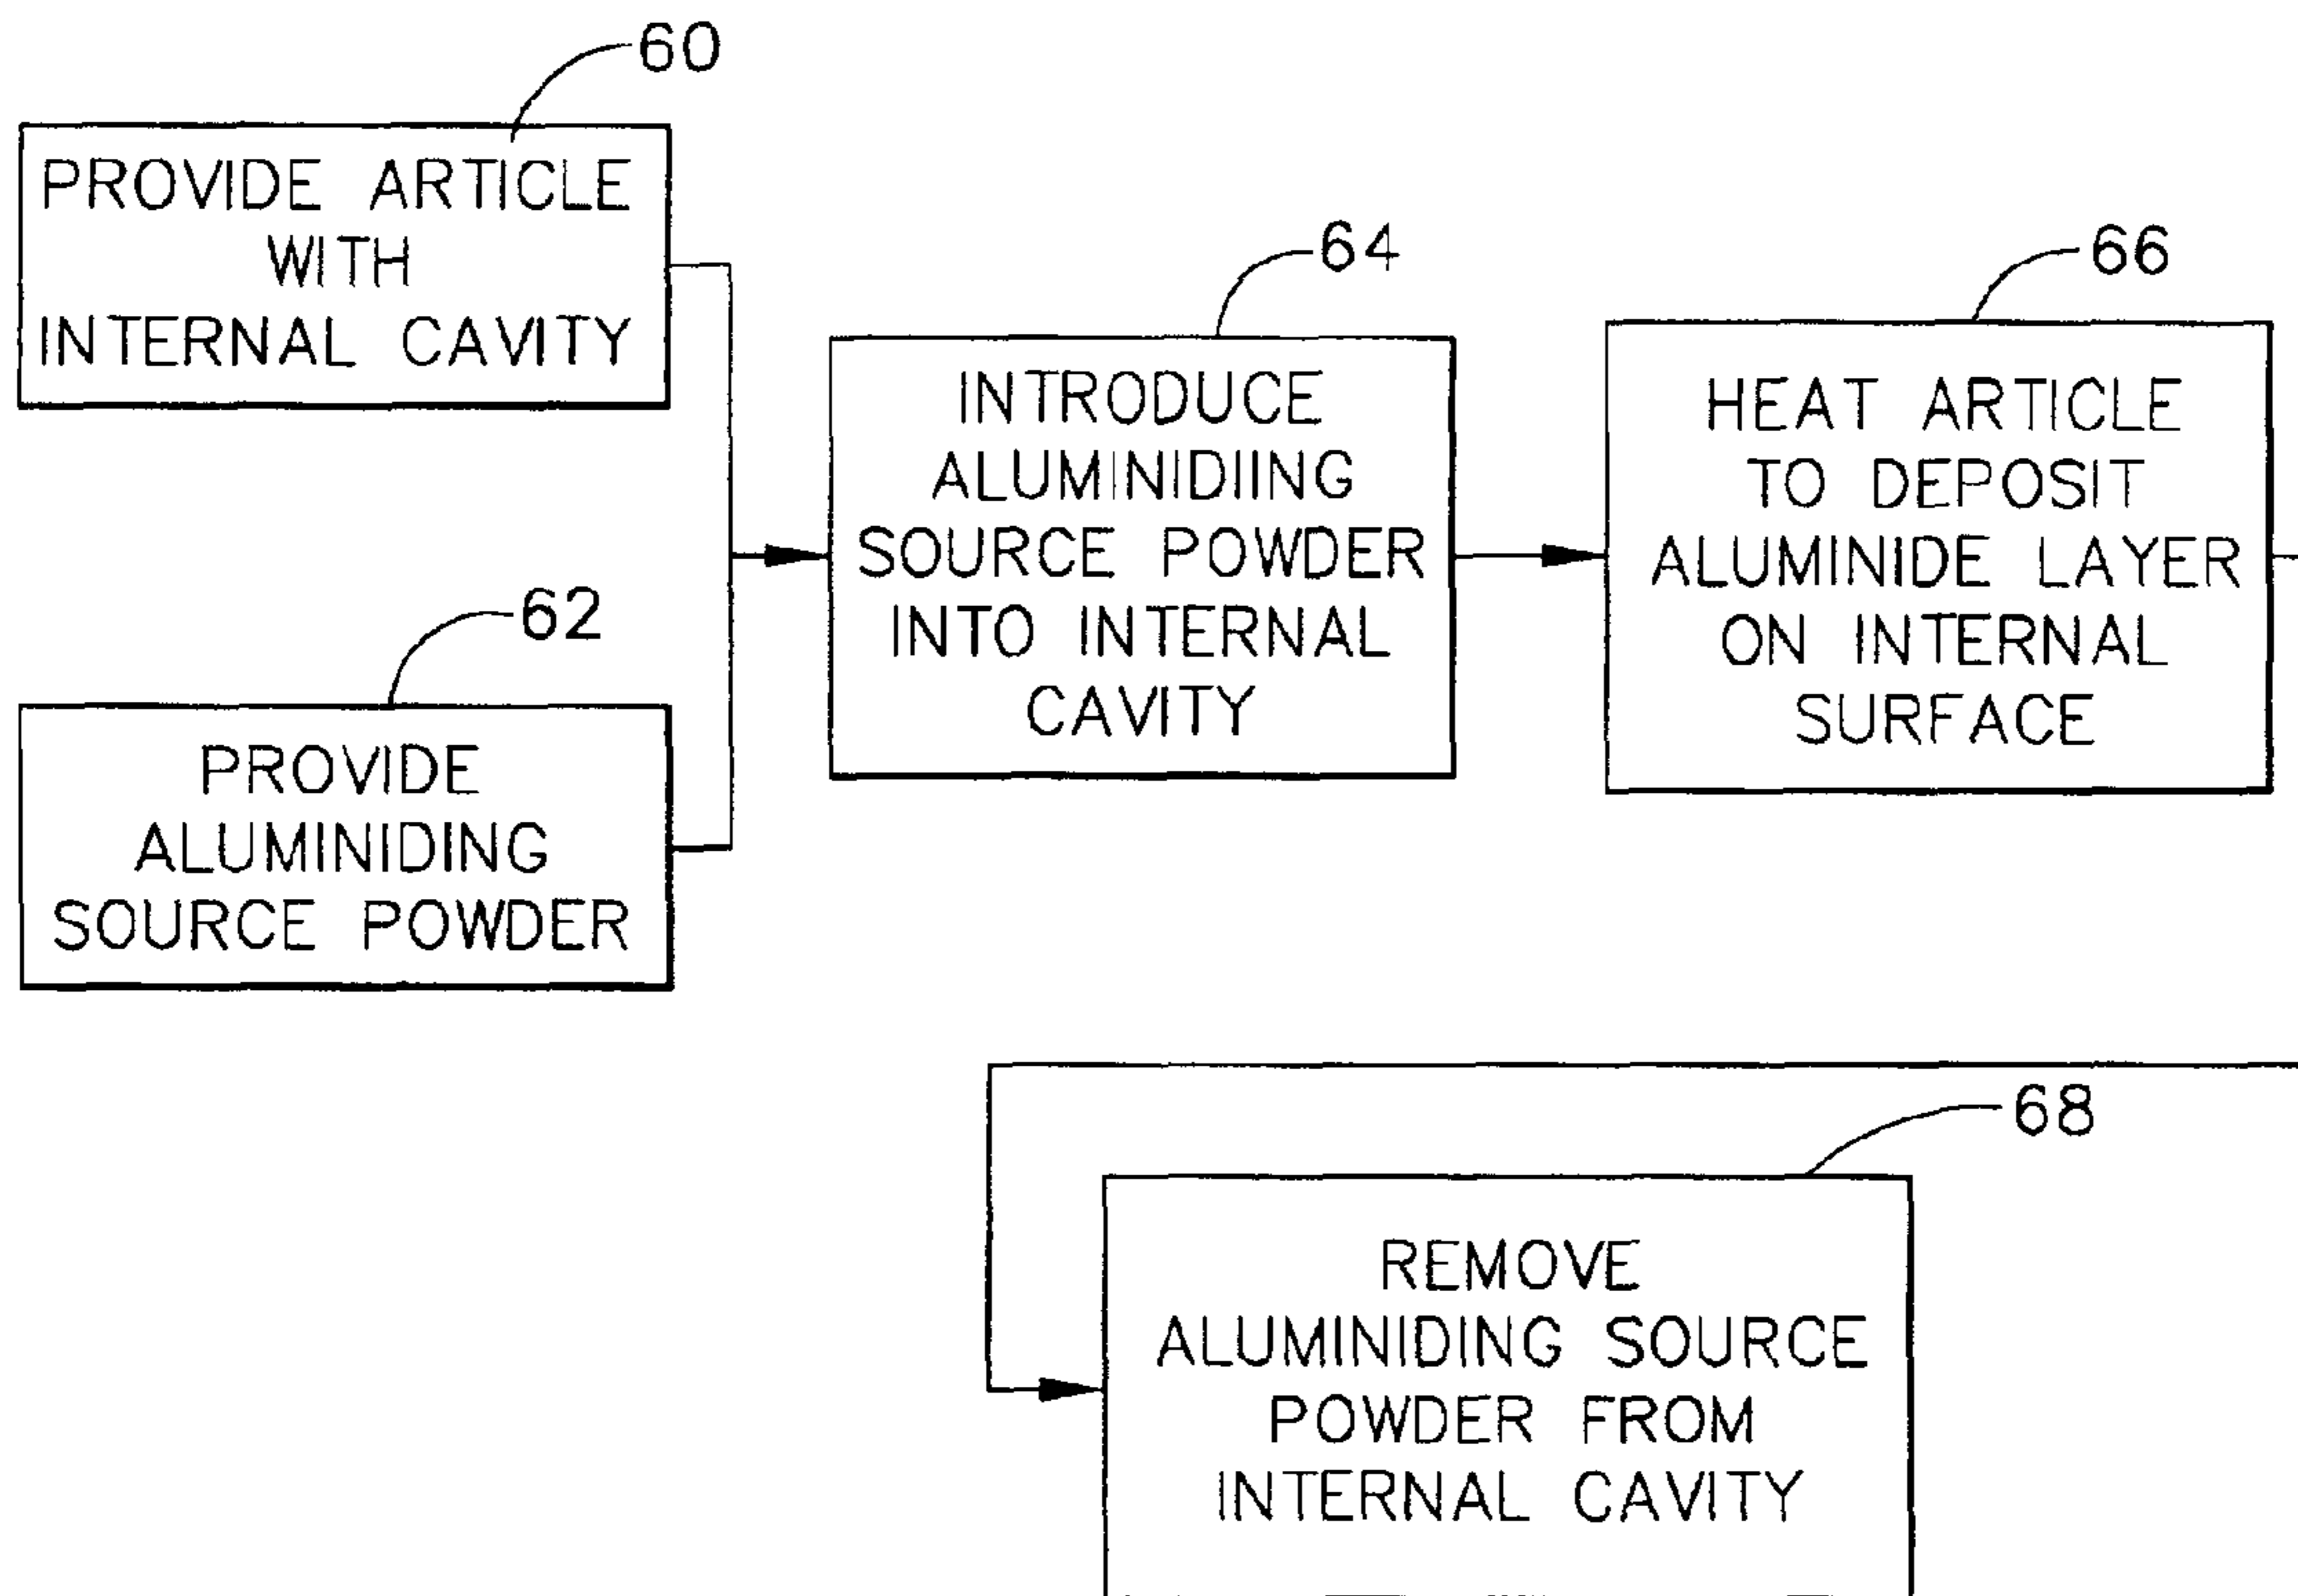 60
PROVIDE ARTICLE
WITH
INTERNAL CAVITY
62
PROVIDE
ALUMINIDING
SOURCE POWDER
64
INTRODUCE
ALUMINIDIING
SOURCE POWDER
INTO INTERNAL
CAVITY
66
HEAT ARTICLE
TO DEPOSIT
ALUMINIDE LAYER
ON INTERNAL
SURFACE
68
REMOVE
ALUMINIDING SOURCE
POWDER FROM
INTERNAL CAVITY